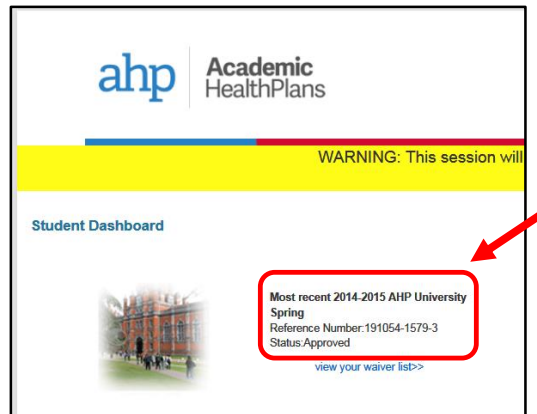 ahp
Academic
HealthPlans
WARNING: This session will
Student Dashboard
Most recent 2014-2015 AHP University
Spring
Reference Number:191054-1579-3
Status:Approved
view your waiver list>>